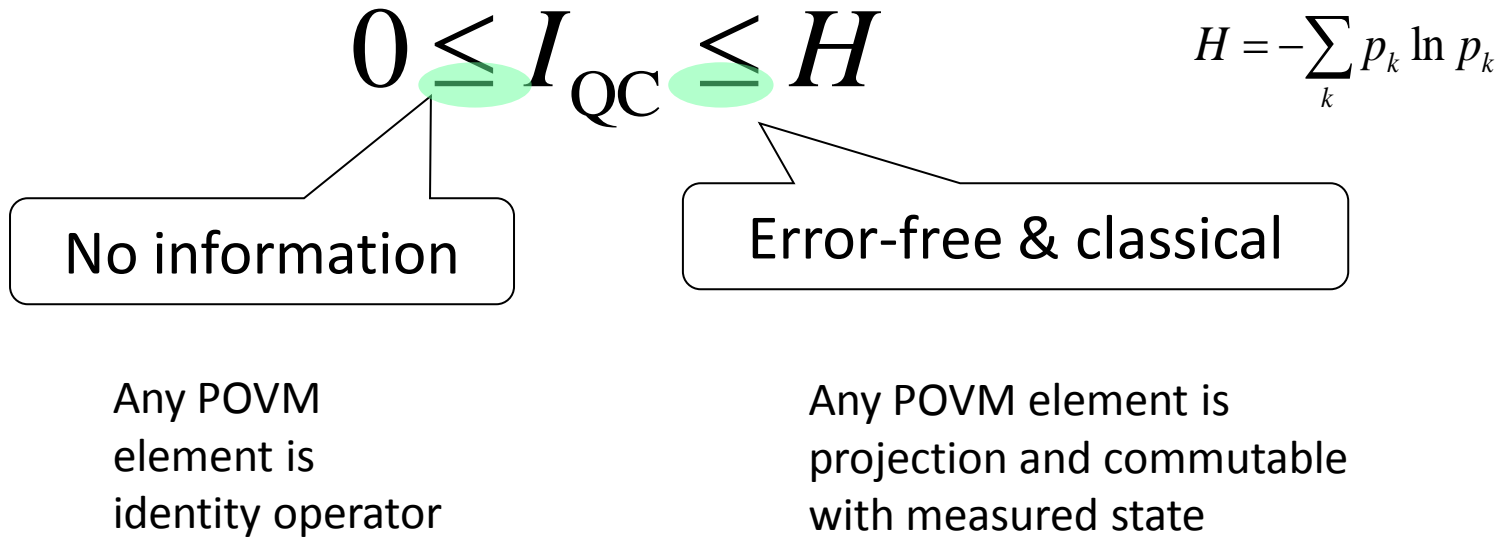 0 ≤ I_QC ≤ H
H = −∑_k p_k ln p_k
No information
Error-free & classical
Any POVM
element is
identity operator
Any POVM element is
projection and commutable
with measured state